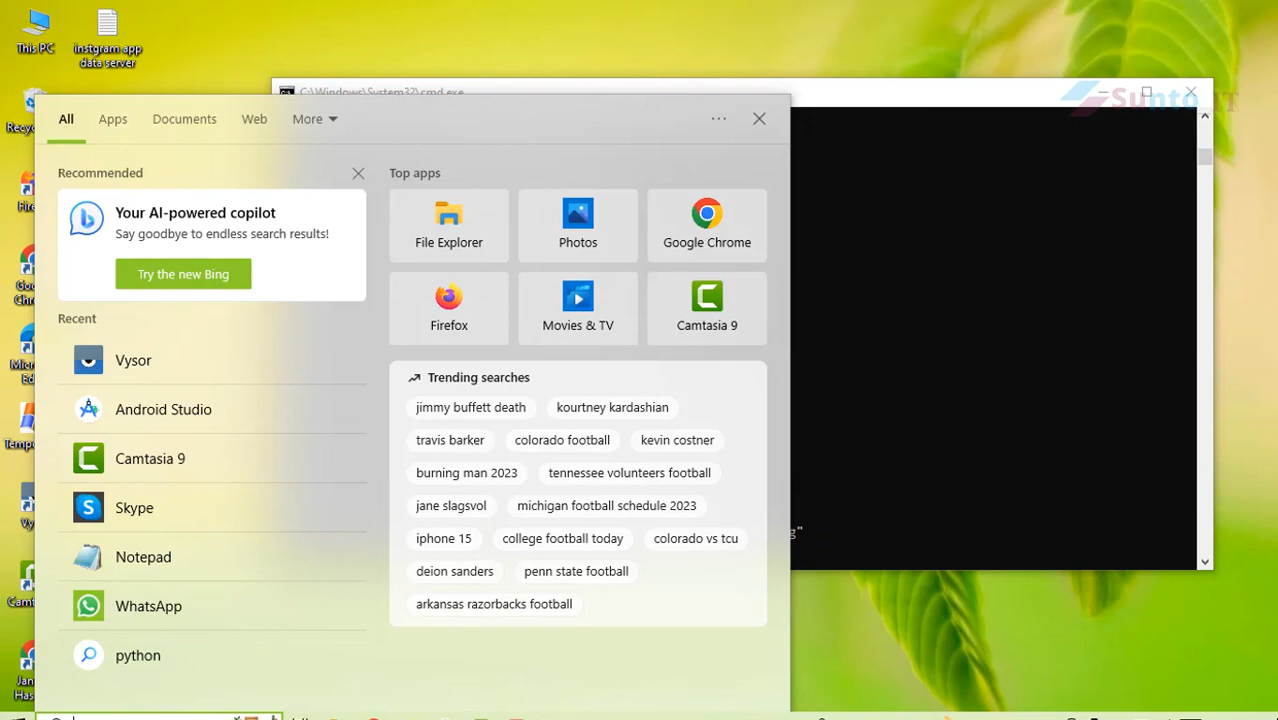 This PC
instgram app
data server
C:\Windows\System32\cmd.exe
Sunto IT
All
Apps
Documents
Web
More
Recommended
Your AI-powered copilot
Say goodbye to endless search results!
Try the new Bing
Recent
Vysor
Android Studio
Camtasia 9
Skype
Notepad
WhatsApp
python
Top apps
File Explorer
Photos
Google Chrome
Firefox
Movies & TV
Camtasia 9
Trending searches
jimmy buffett death
kourtney kardashian
travis barker
colorado football
kevin costner
burning man 2023
tennessee volunteers football
jane slagsvol
michigan football schedule 2023
iphone 15
college football today
colorado vs tcu
deion sanders
penn state football
arkansas razorbacks football
g"